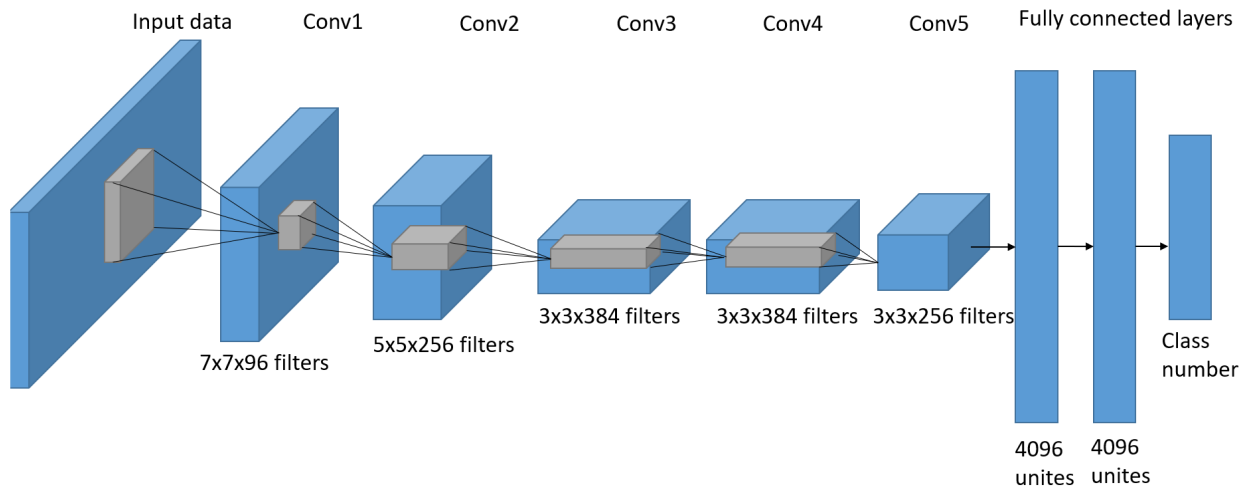 Input data
Conv1
Conv2
Conv3
Conv4
Conv5
Fully connected layers
7x7x96 filters
5x5x256 filters
3x3x384 filters
3x3x384 filters
3x3x256 filters
Class
number
4096
unites
4096
unites